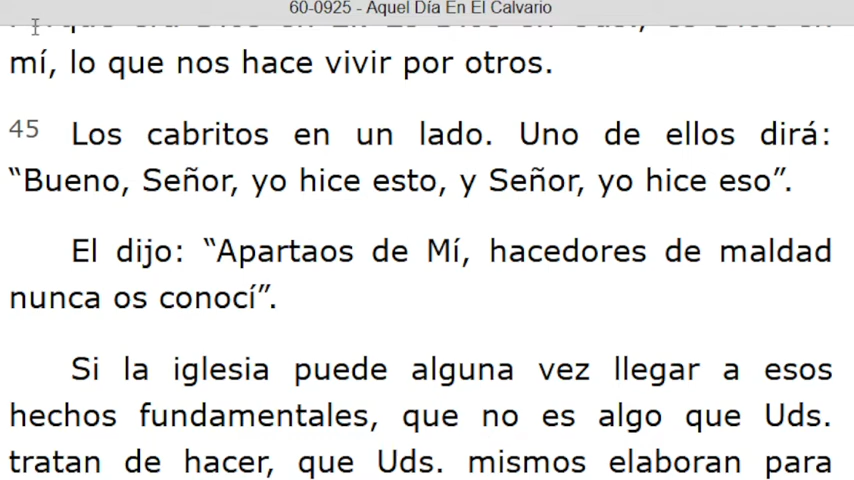 60-0925 - Aquel Día En El Calvario
mí, lo que nos hace vivir por otros.
45 Los cabritos en un lado. Uno de ellos dirá:
“Bueno, Señor, yo hice esto, y Señor, yo hice eso”.
El dijo: “Apartaos de Mí, hacedores de maldad
nunca os conocí”.
Si la iglesia puede alguna vez llegar a esos
hechos fundamentales, que no es algo que Uds.
tratan de hacer, que Uds. mismos elaboran para